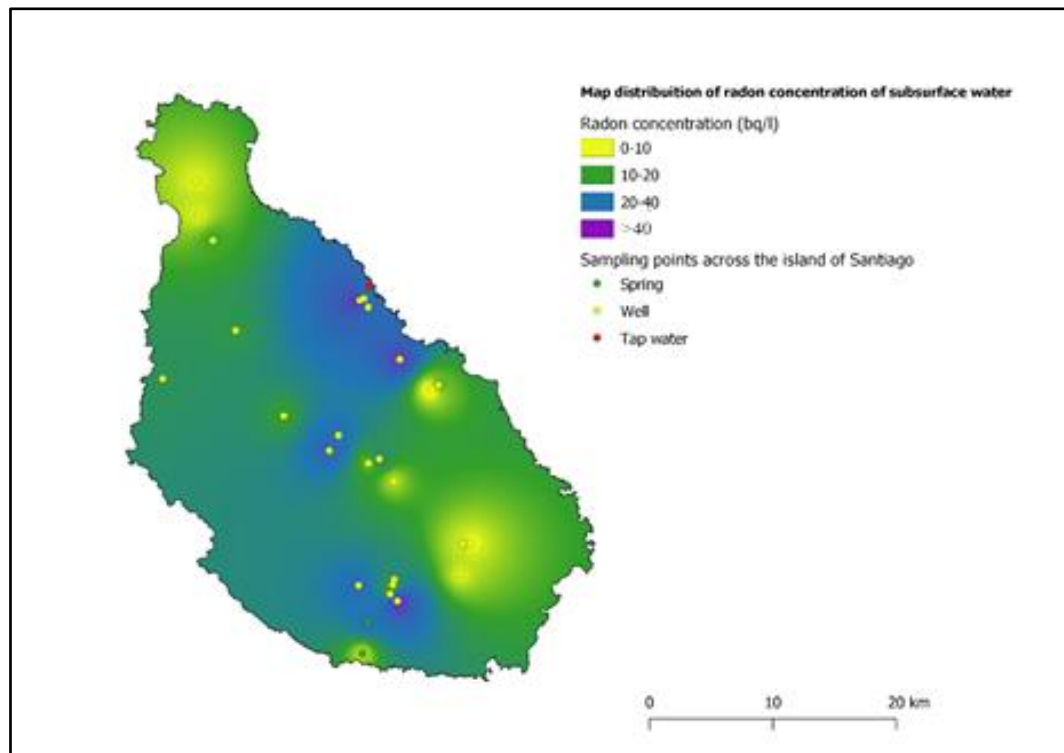 Map distribuition of radon concentration of subsurface water
Radon concentration (bq/l)
0-10
10-20
20-40
>40
Sampling points across the island of Santiago
Spring
Well
Tap water
0 10 20 km